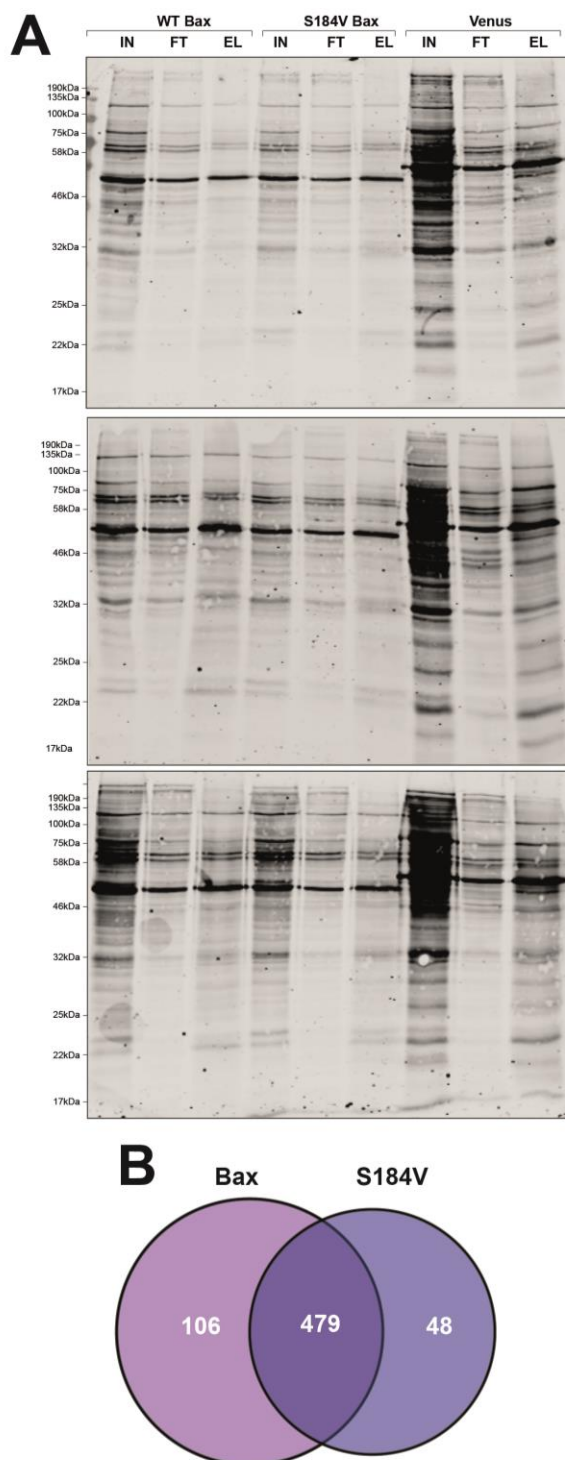 A
WT Bax S184V Bax Venus
IN FT EL IN FT EL IN FT EL
190kDa
135kDa
100kDa
75kDa
58kDa
46kDa
32kDa
25kDa
22kDa
17kDa
190kDa
135kDa
100kDa
75kDa
58kDa
46kDa
32kDa
25kDa
22kDa
17kDa
190kDa
135kDa
100kDa
75kDa
58kDa
46kDa
32kDa
25kDa
22kDa
17kDa
B
Bax S184V
106 479 48